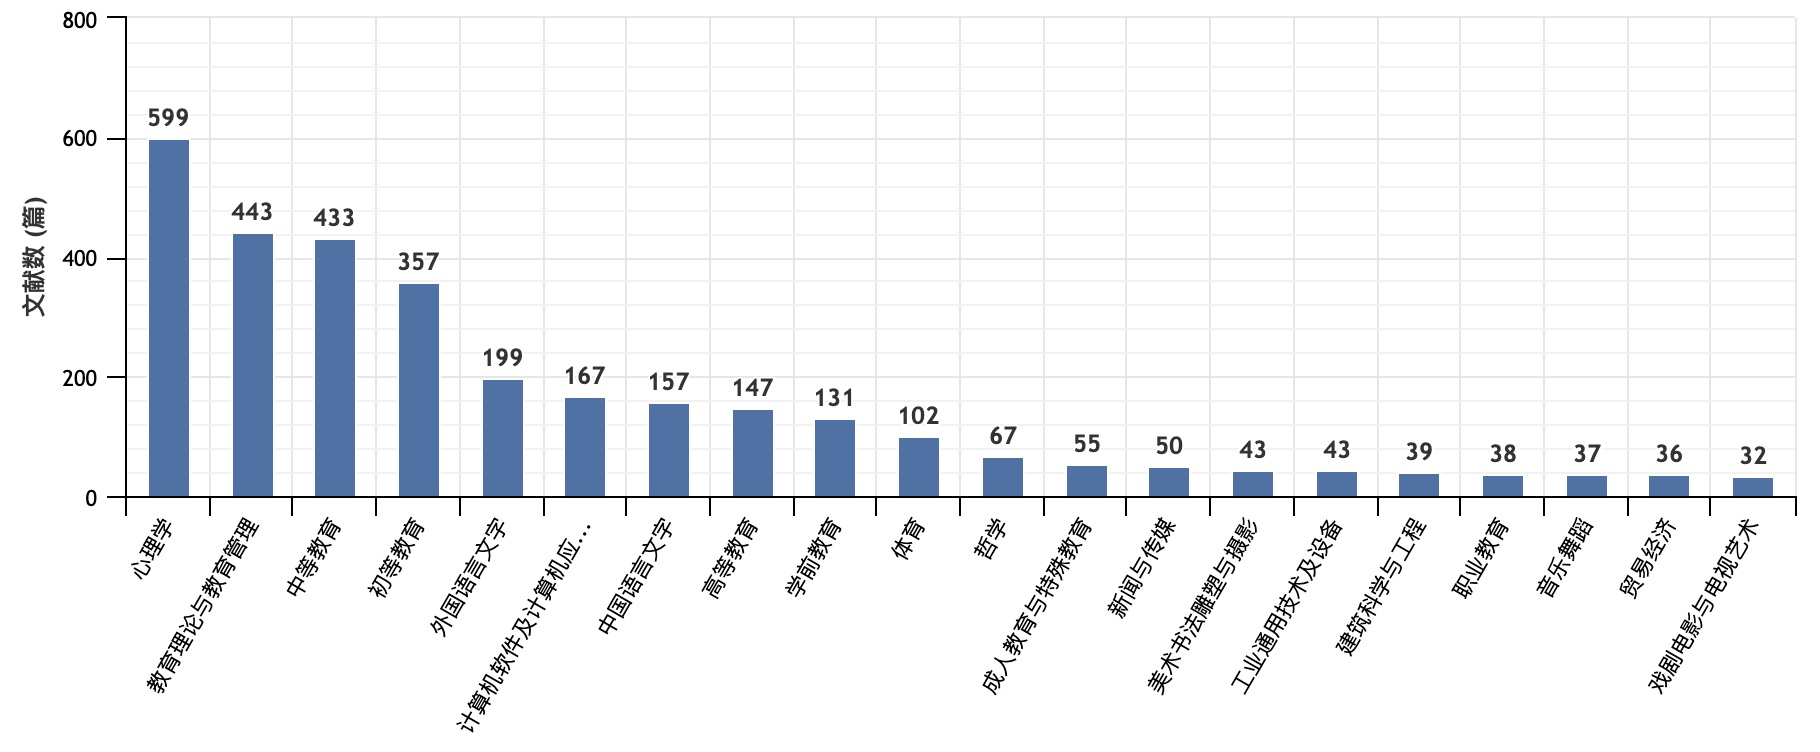 800
600
400
200
0
文献数 (篇)
599
443
433
357
199
167
157
147
131
102
67
55
50
43
43
39
38
37
36
32
心理学
教育理论与教育管理
中等教育
初等教育
外国语言文字
计算机软件及计算机应...
中国语言文字
高等教育
学前教育
体育
哲学
成人教育与特殊教育
新闻与传媒
美术书法雕塑与摄影
工业通用技术及设备
建筑科学与工程
职业教育
音乐舞蹈
贸易经济
戏剧电影与电视艺术